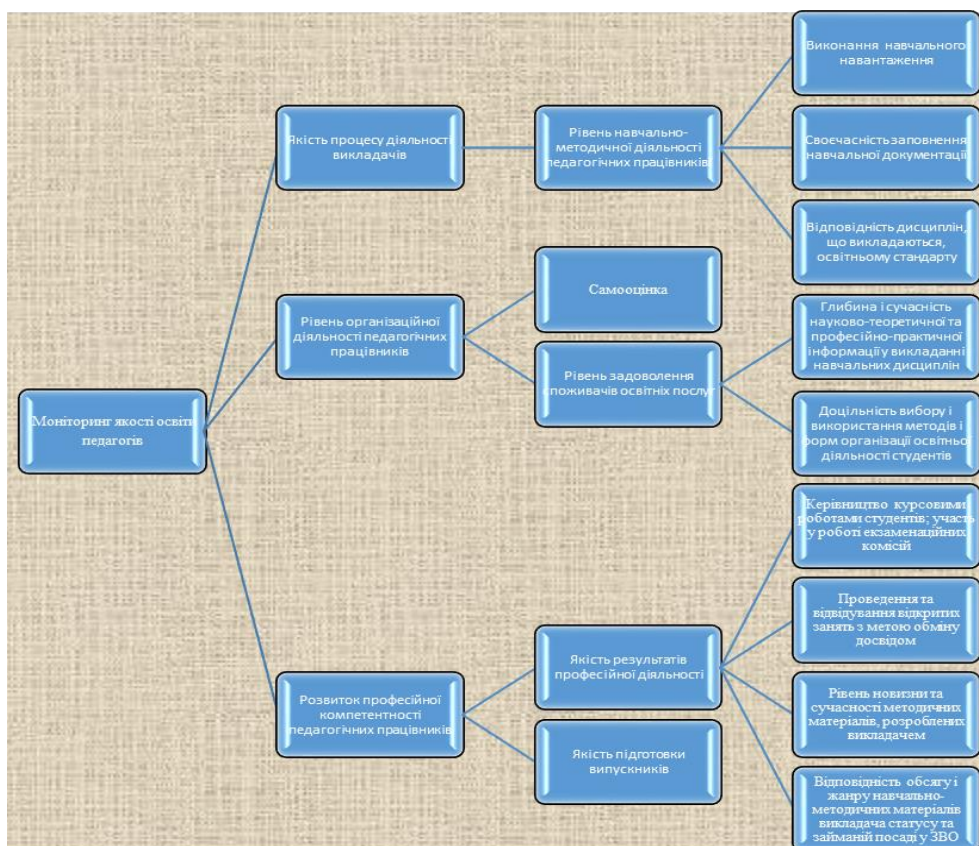 Моніторинг якості освіти
педагогів
Якість процесу діяльності
викладачів
Рівень навчально-
методичної діяльності
педагогічних працівників
Виконання навчального
навантаження
Своєчасність заповнення
навчальної документації
Відповідність дисциплін,
що викладаються,
освітньому стандарту
Рівень організаційної
діяльності педагогічних
працівників
Самооцінка
Рівень задоволення
споживачів освітніх послуг
Глибина і сучасність
науково-теоретичної та
професійно-практичної
інформації у викладанні
навчальних дисциплін
Доцільність вибору і
використання методів і
форм організації освітньої
діяльності студентів
Розвиток професійної
компетентності
педагогічних працівників
Якість результатів
професійної діяльності
Керівництво курсовими
роботами студентів; участь
у роботі екзаменаційних
комісій
Проведення та
відвідування відкритих
занять з метою обміну
досвідом
Рівень новизни та
сучасності методичних
матеріалів, розроблених
викладачем
Відповідність обсягу і
жанру навчально-
методичних матеріалів
викладача статусу та
займаній посаді у ЗВО
Якість підготовки
випускників